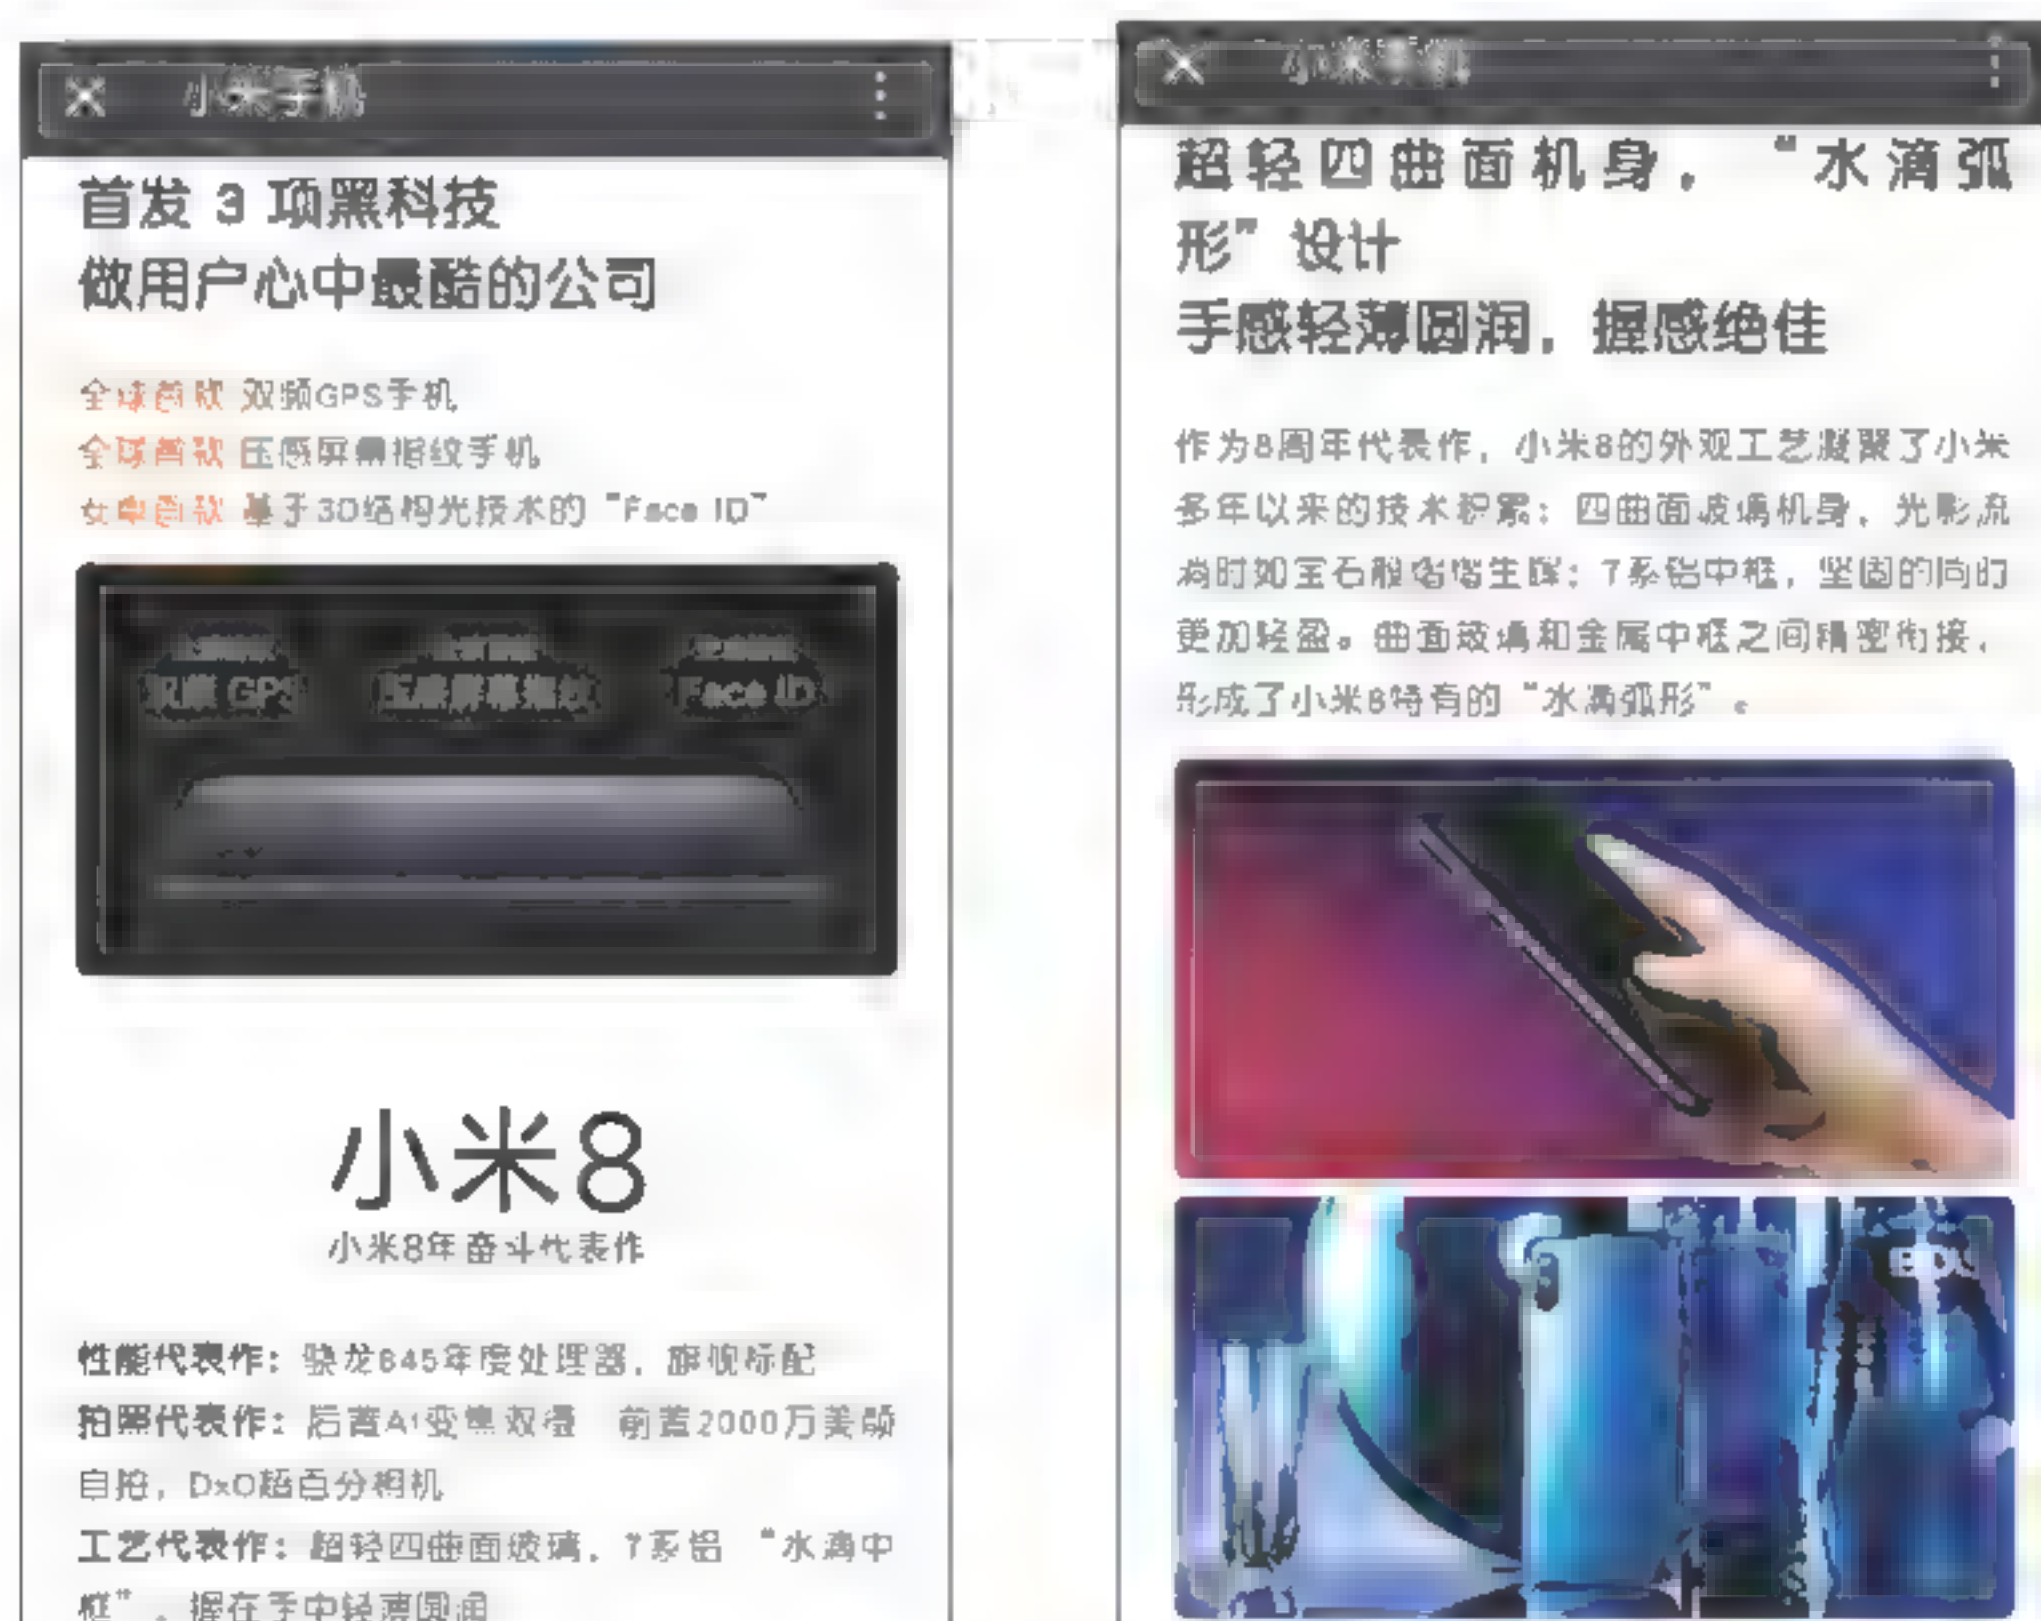 小米手机
首发 3 项黑科技
做用户心中最酷的公司
全球首款 双频GPS手机
全球首款 压感屏幕指纹手机
安卓首款 基于3D结构光技术的 "Face ID"
双频 GPS
压感屏幕指纹
Face ID
小米8
小米8年奋斗代表作
性能代表作: 骁龙845年度处理器, 旗舰标配
拍照代表作: 后置AI变焦双摄 前置2000万美颜
自拍, DxO超百分相机
工艺代表作: 超轻四曲面玻璃, 7系铝 "水滴中
框", 握在手中轻薄圆润
小米手机
超轻四曲面机身, "水滴弧
形" 设计
手感轻薄圆润, 握感绝佳
作为8周年代表作, 小米8的外观工艺凝聚了小米
多年以来的技术积累: 四曲面玻璃机身, 光影流
淌时如宝石般熠熠生辉; 7系铝中框, 坚固的同时
更加轻盈。曲面玻璃和金属中框之间精密衔接,
形成了小米8特有的 "水滴弧形" 。